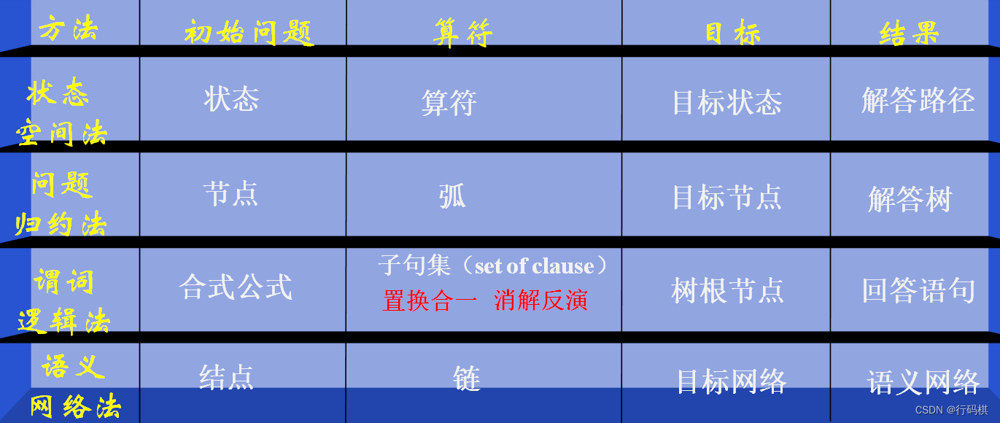 方法 初始问题 算符 目标 结果
状态
空间法
状态 算符 目标状态 解答路径
问题
归约法
节点 弧 目标节点 解答树
谓词
逻辑法
合式公式
子句集（set of clause）
置换合一 消解反演
树根节点 回答语句
语义
网络法
结点 链 目标网络 语义网络
CSDN @行码棋